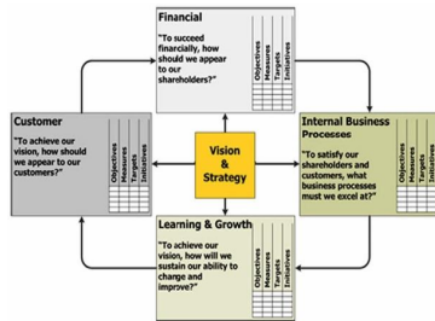 Financial
"To succeed
financially, how
should we appear
to our
shareholders?"
Objectives
Measures
Targets
Initiatives
Customer
"To achieve our
vision, how should
we appear to our
customers?"
Objectives
Measures
Targets
Initiatives
Vision
&
Strategy
Internal Business
Processes
"To satisfy our
shareholders and
customers, what
business processes
must we excel at?"
Objectives
Measures
Targets
Initiatives
Learning & Growth
"To achieve our
vision, how will we
sustain our ability to
change and
improve?"
Objectives
Measures
Targets
Initiatives